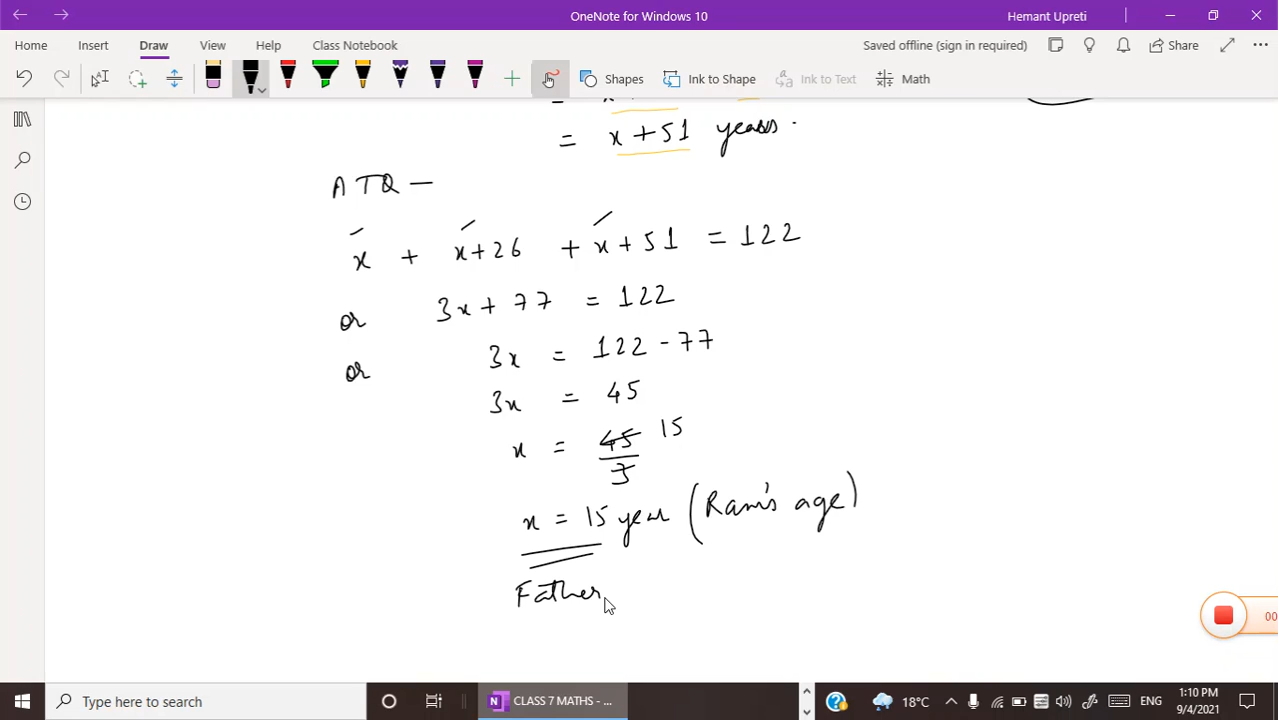 OneNote for Windows 10
Hemant Upreti
Home Insert Draw View Help Class Notebook
Saved offline (sign in required) Share
Shapes Ink to Shape Ink to Text Math
= x + 51 years.
ATQ —
x + x+26 + x+51 = 122
or 3x + 77 = 122
or 3x = 122 - 77
3x = 45
x = 45/3 15
x = 15 year (Ram's age)
Father
00
Type here to search
CLASS 7 MATHS - ...
18°C
ENG
1:10 PM
9/4/2021